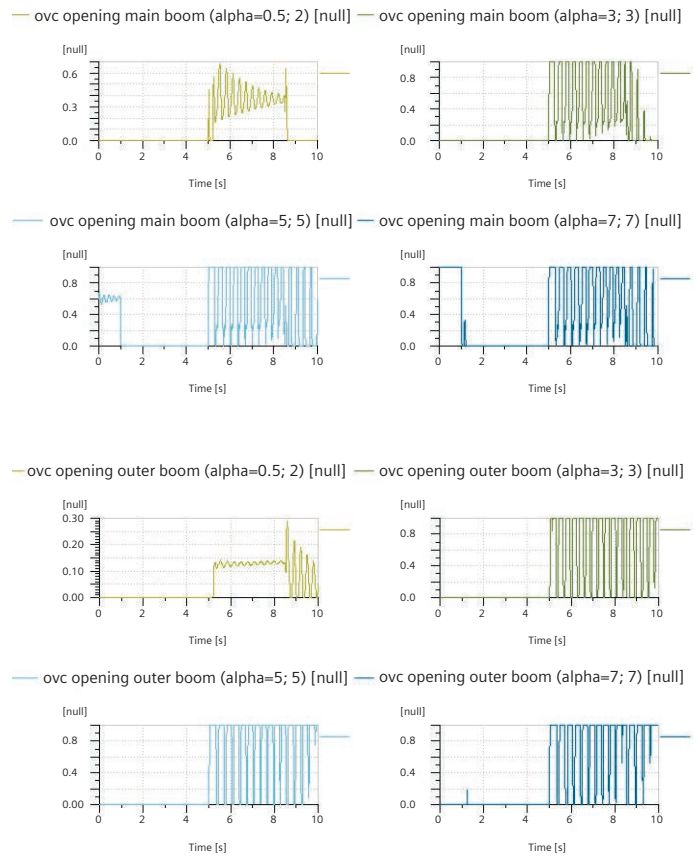 ovc opening main boom (alpha=0.5; 2) [null] ovc opening main boom (alpha=3; 3) [null]
[null] [null]
0.6 0.8
0.3 0.4
0.0 0.0
0 2 4 6 8 10 0 2 4 6 8 10
Time [s] Time [s]
ovc opening main boom (alpha=5; 5) [null] ovc opening main boom (alpha=7; 7) [null]
[null] [null]
0.8 0.8
0.4 0.4
0.0 0.0
0 2 4 6 8 10 0 2 4 6 8 10
Time [s] Time [s]
ovc opening outer boom (alpha=0.5; 2) [null] ovc opening outer boom (alpha=3; 3) [null]
[null] [null]
0.30 0.8
0.20 0.4
0.10 0.0
0.00
0 2 4 6 8 10 0 2 4 6 8 10
Time [s] Time [s]
ovc opening outer boom (alpha=5; 5) [null] ovc opening outer boom (alpha=7; 7) [null]
[null] [null]
0.8 0.8
0.4 0.4
0.00 0.0
0 2 4 6 8 10 0 2 4 6 8 10
Time [s] Time [s]